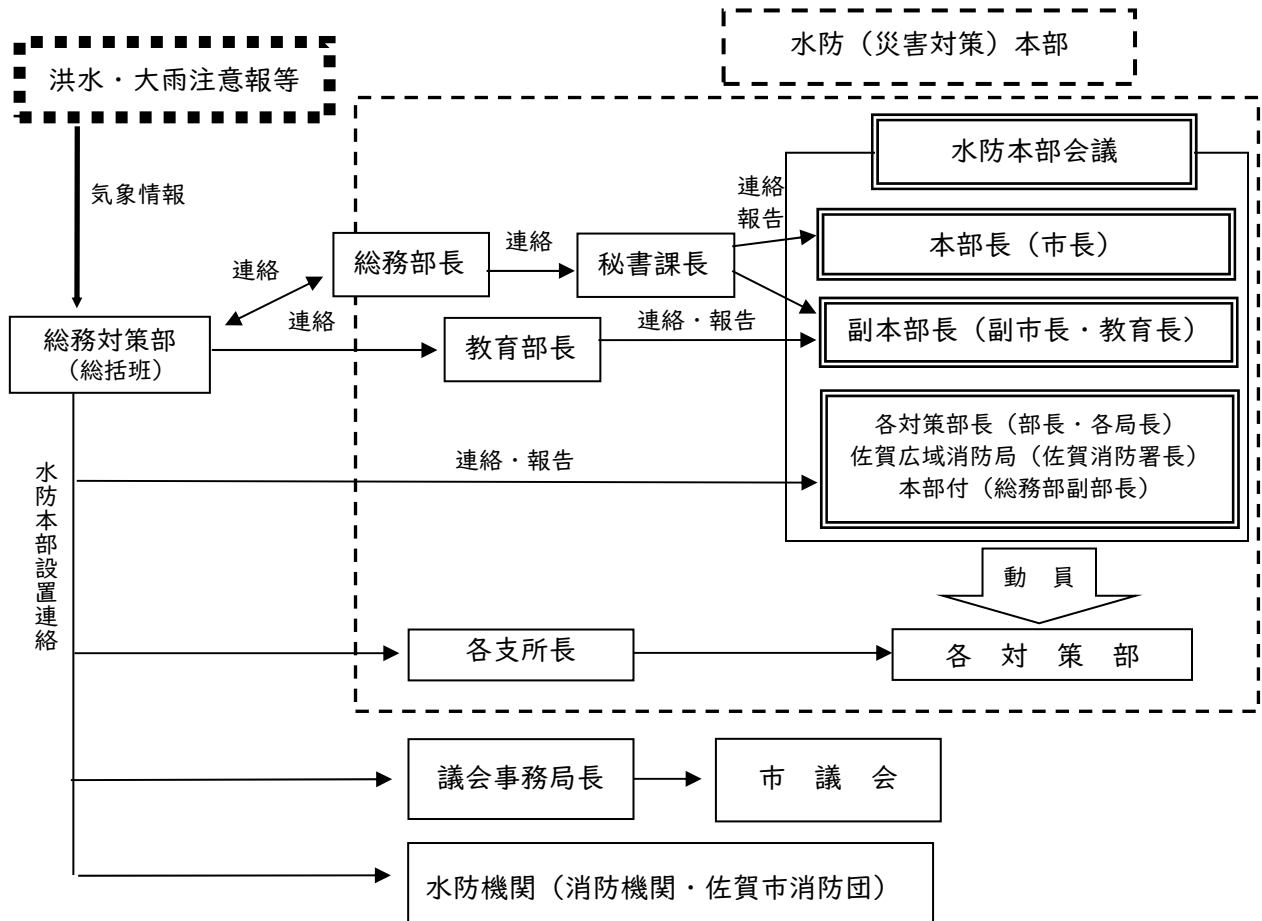 水防（災害対策）本部
洪水・大雨注意報等
水防本部会議
気象情報
連絡
報告
本部長（市長）
総務部長
連絡
秘書課長
連絡
連絡
連絡・報告
副本部長（副市長・教育長）
総務対策部
（総括班）
教育部長
各対策部長（部長・各局長）
佐賀広域消防局（佐賀消防署長）
本部付（総務部副部長）
連絡・報告
水防本部設置連絡
動　員
各支所長
各　対　策　部
議会事務局長
市　議　会
水防機関（消防機関・佐賀市消防団）